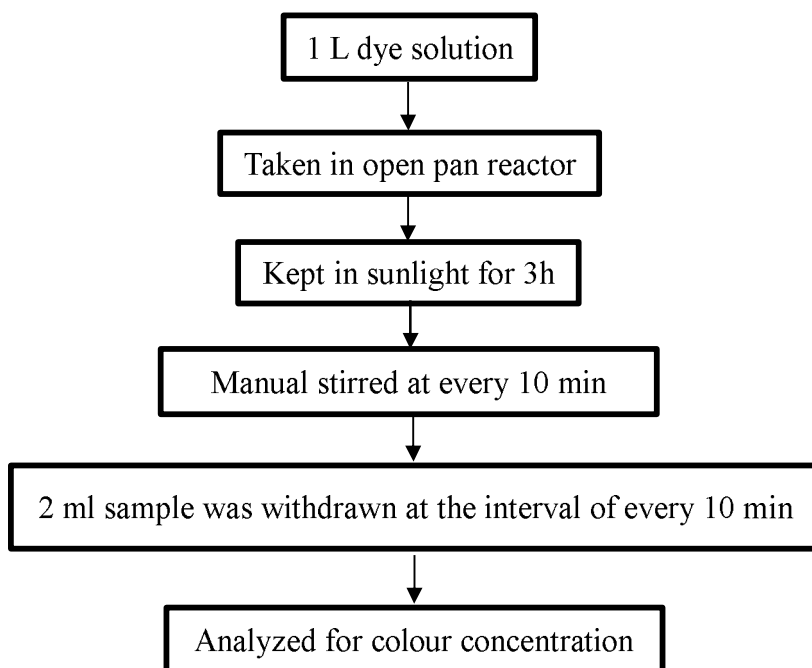 1 L dye solution
Taken in open pan reactor
Kept in sunlight for 3h
Manual stirred at every 10 min
2 ml sample was withdrawn at the interval of every 10 min
Analyzed for colour concentration